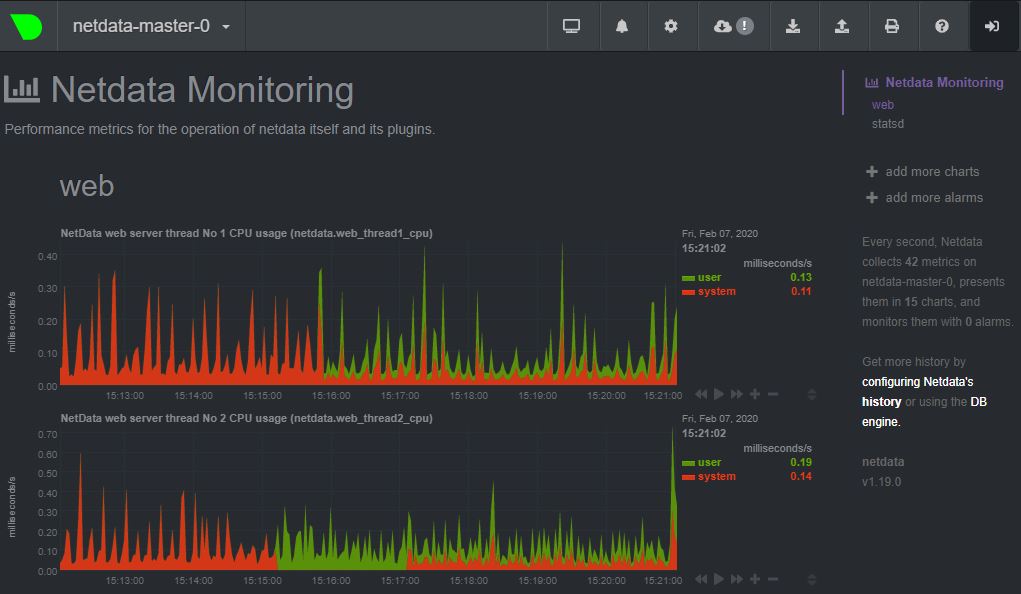 netdata-master-0
!
Netdata Monitoring
Performance metrics for the operation of netdata itself and its plugins.
web
NetData web server thread No 1 CPU usage (netdata.web_thread1_cpu)
milliseconds/s
0.40
0.30
0.20
0.10
0.00
15:13:00 15:14:00 15:15:00 15:16:00 15:17:00 15:18:00 15:19:00 15:20:00 15:21:00
Fri, Feb 07, 2020
15:21:02
milliseconds/s
user 0.13
system 0.11
NetData web server thread No 2 CPU usage (netdata.web_thread2_cpu)
milliseconds/s
0.70
0.60
0.50
0.40
0.30
0.20
0.10
0.00
15:13:00 15:14:00 15:15:00 15:16:00 15:17:00 15:18:00 15:19:00 15:20:00 15:21:00
Fri, Feb 07, 2020
15:21:02
milliseconds/s
user 0.19
system 0.14
Netdata Monitoring
web
statsd
add more charts
add more alarms
Every second, Netdata
collects 42 metrics on
netdata-master-0, presents
them in 15 charts, and
monitors them with 0 alarms.
Get more history by
configuring Netdata's
history or using the DB
engine.
netdata
v1.19.0